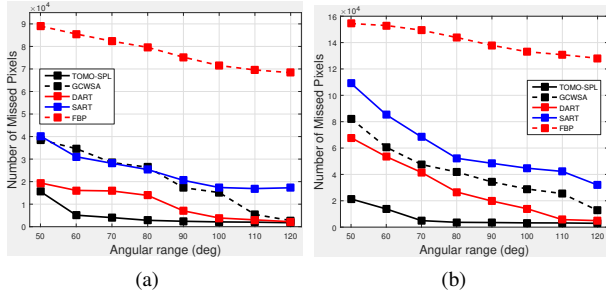 ×10⁴
9
8
7
6
5
4
3
2
1
0
Number of Missed Pixels
TOMO-SPL
GCWSA
DART
SART
FBP
50 60 70 80 90 100 110 120
Angular range (deg)
(a)
×10⁴
16
14
12
10
8
6
4
2
0
Number of Missed Pixels
TOMO-SPL
GCWSA
DART
SART
FBP
50 60 70 80 90 100 110 120
Angular range (deg)
(b)